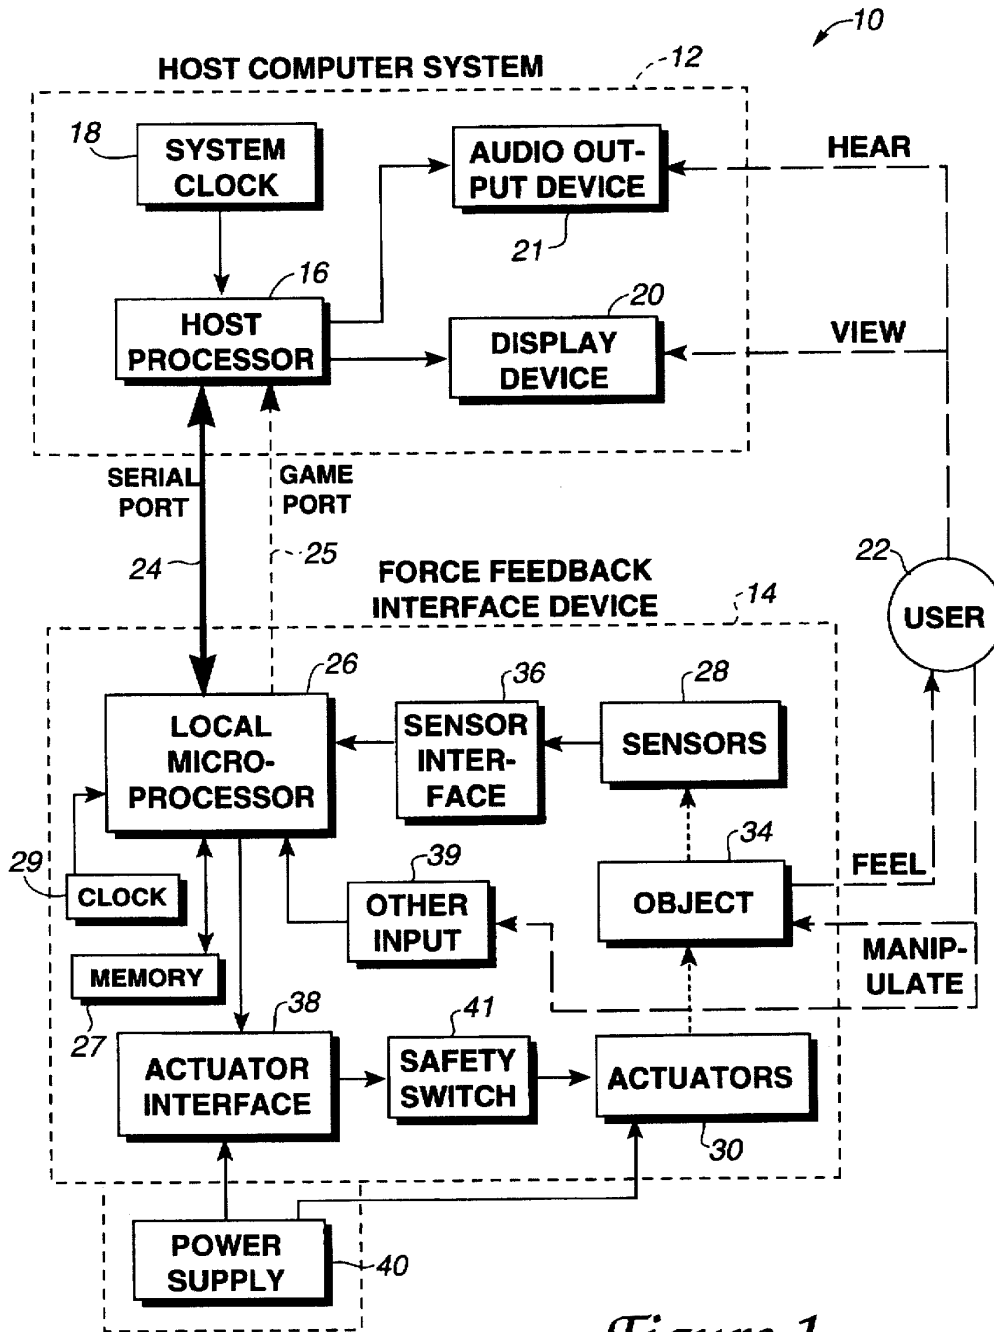 10
HOST COMPUTER SYSTEM
12
18
SYSTEM
CLOCK
AUDIO OUT-
PUT DEVICE
21
HEAR
16
HOST
PROCESSOR
20
DISPLAY
DEVICE
VIEW
SERIAL
PORT
GAME
PORT
24
25
22
USER
FORCE FEEDBACK
INTERFACE DEVICE
14
26
LOCAL
MICRO-
PROCESSOR
36
SENSOR
INTER-
FACE
28
SENSORS
29
CLOCK
39
OTHER
INPUT
34
OBJECT
FEEL
MANIP-
ULATE
MEMORY
27
38
ACTUATOR
INTERFACE
41
SAFETY
SWITCH
ACTUATORS
30
POWER
SUPPLY
40
Figure 1